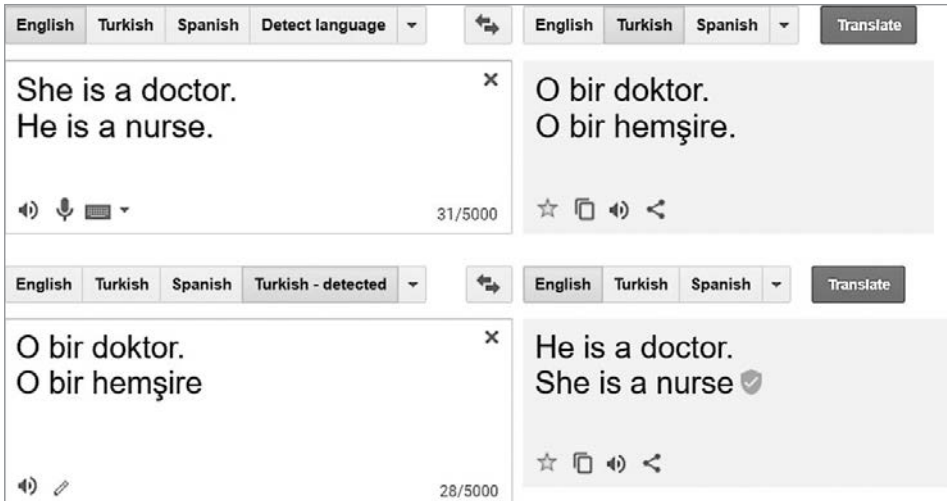 English Turkish Spanish Detect language English Turkish Spanish Translate
She is a doctor.
He is a nurse.
31/5000
O bir doktor.
O bir hemşire.
English Turkish Spanish Turkish - detected English Turkish Spanish Translate
O bir doktor.
O bir hemşire
28/5000
He is a doctor.
She is a nurse